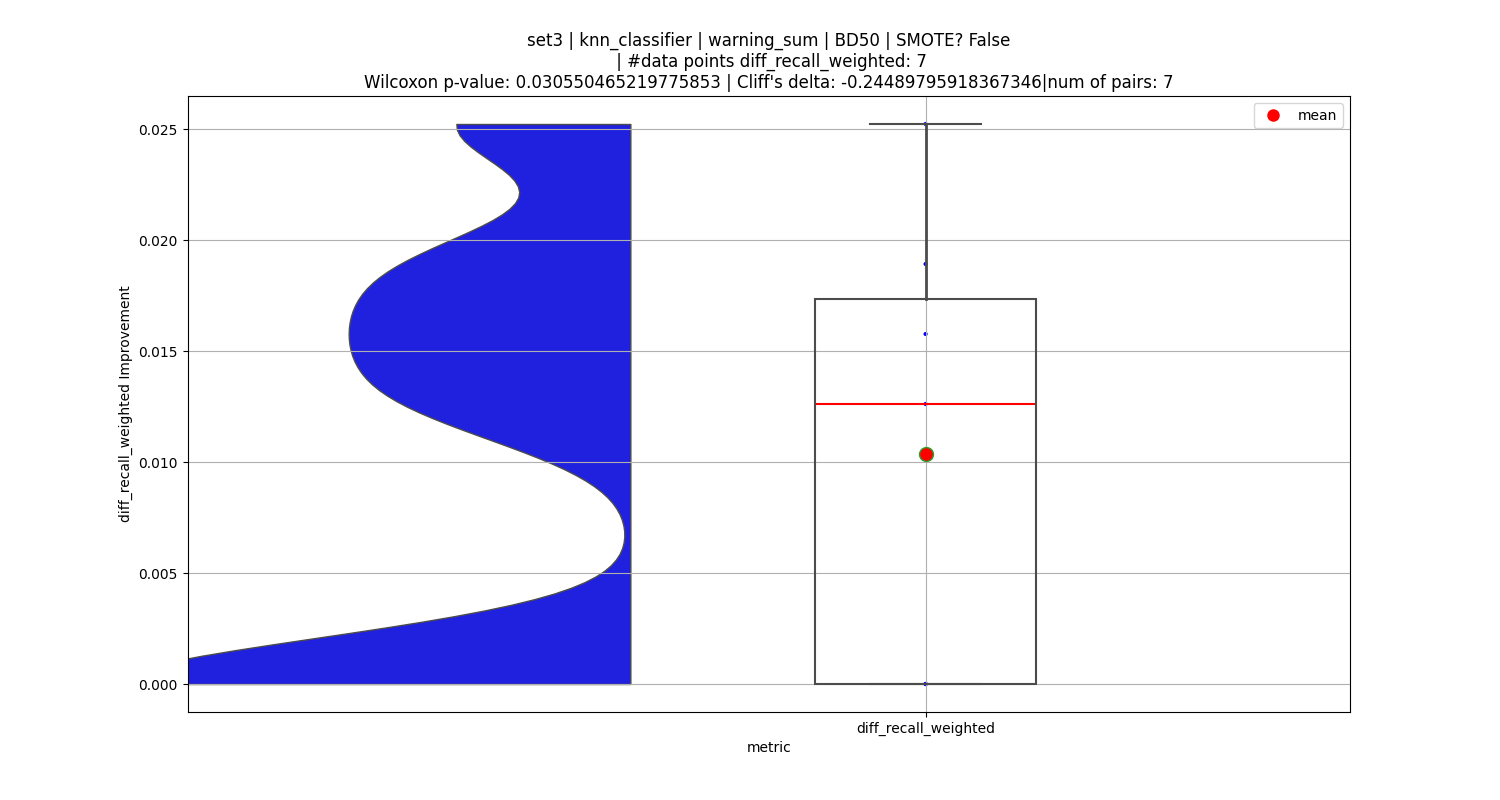 set3 | knn_classifier | warning_sum | BD50 | SMOTE? False
| #data points diff_recall_weighted: 7
Wilcoxon p-value: 0.030550465219775853 | Cliff's delta: -0.24489795918367346|num of pairs: 7
mean
0.025
0.020
0.015
0.010
0.005
0.000
diff_recall_weighted Improvement
diff_recall_weighted
metric